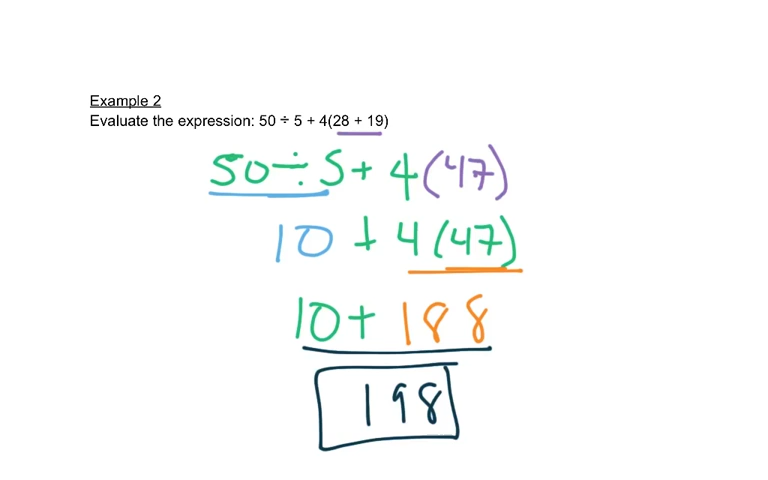 Example 2
Evaluate the expression: 50 ÷ 5 + 4(28 + 19)
50 ÷ 5 + 4(47)
10 + 4(47)
10 + 188
198